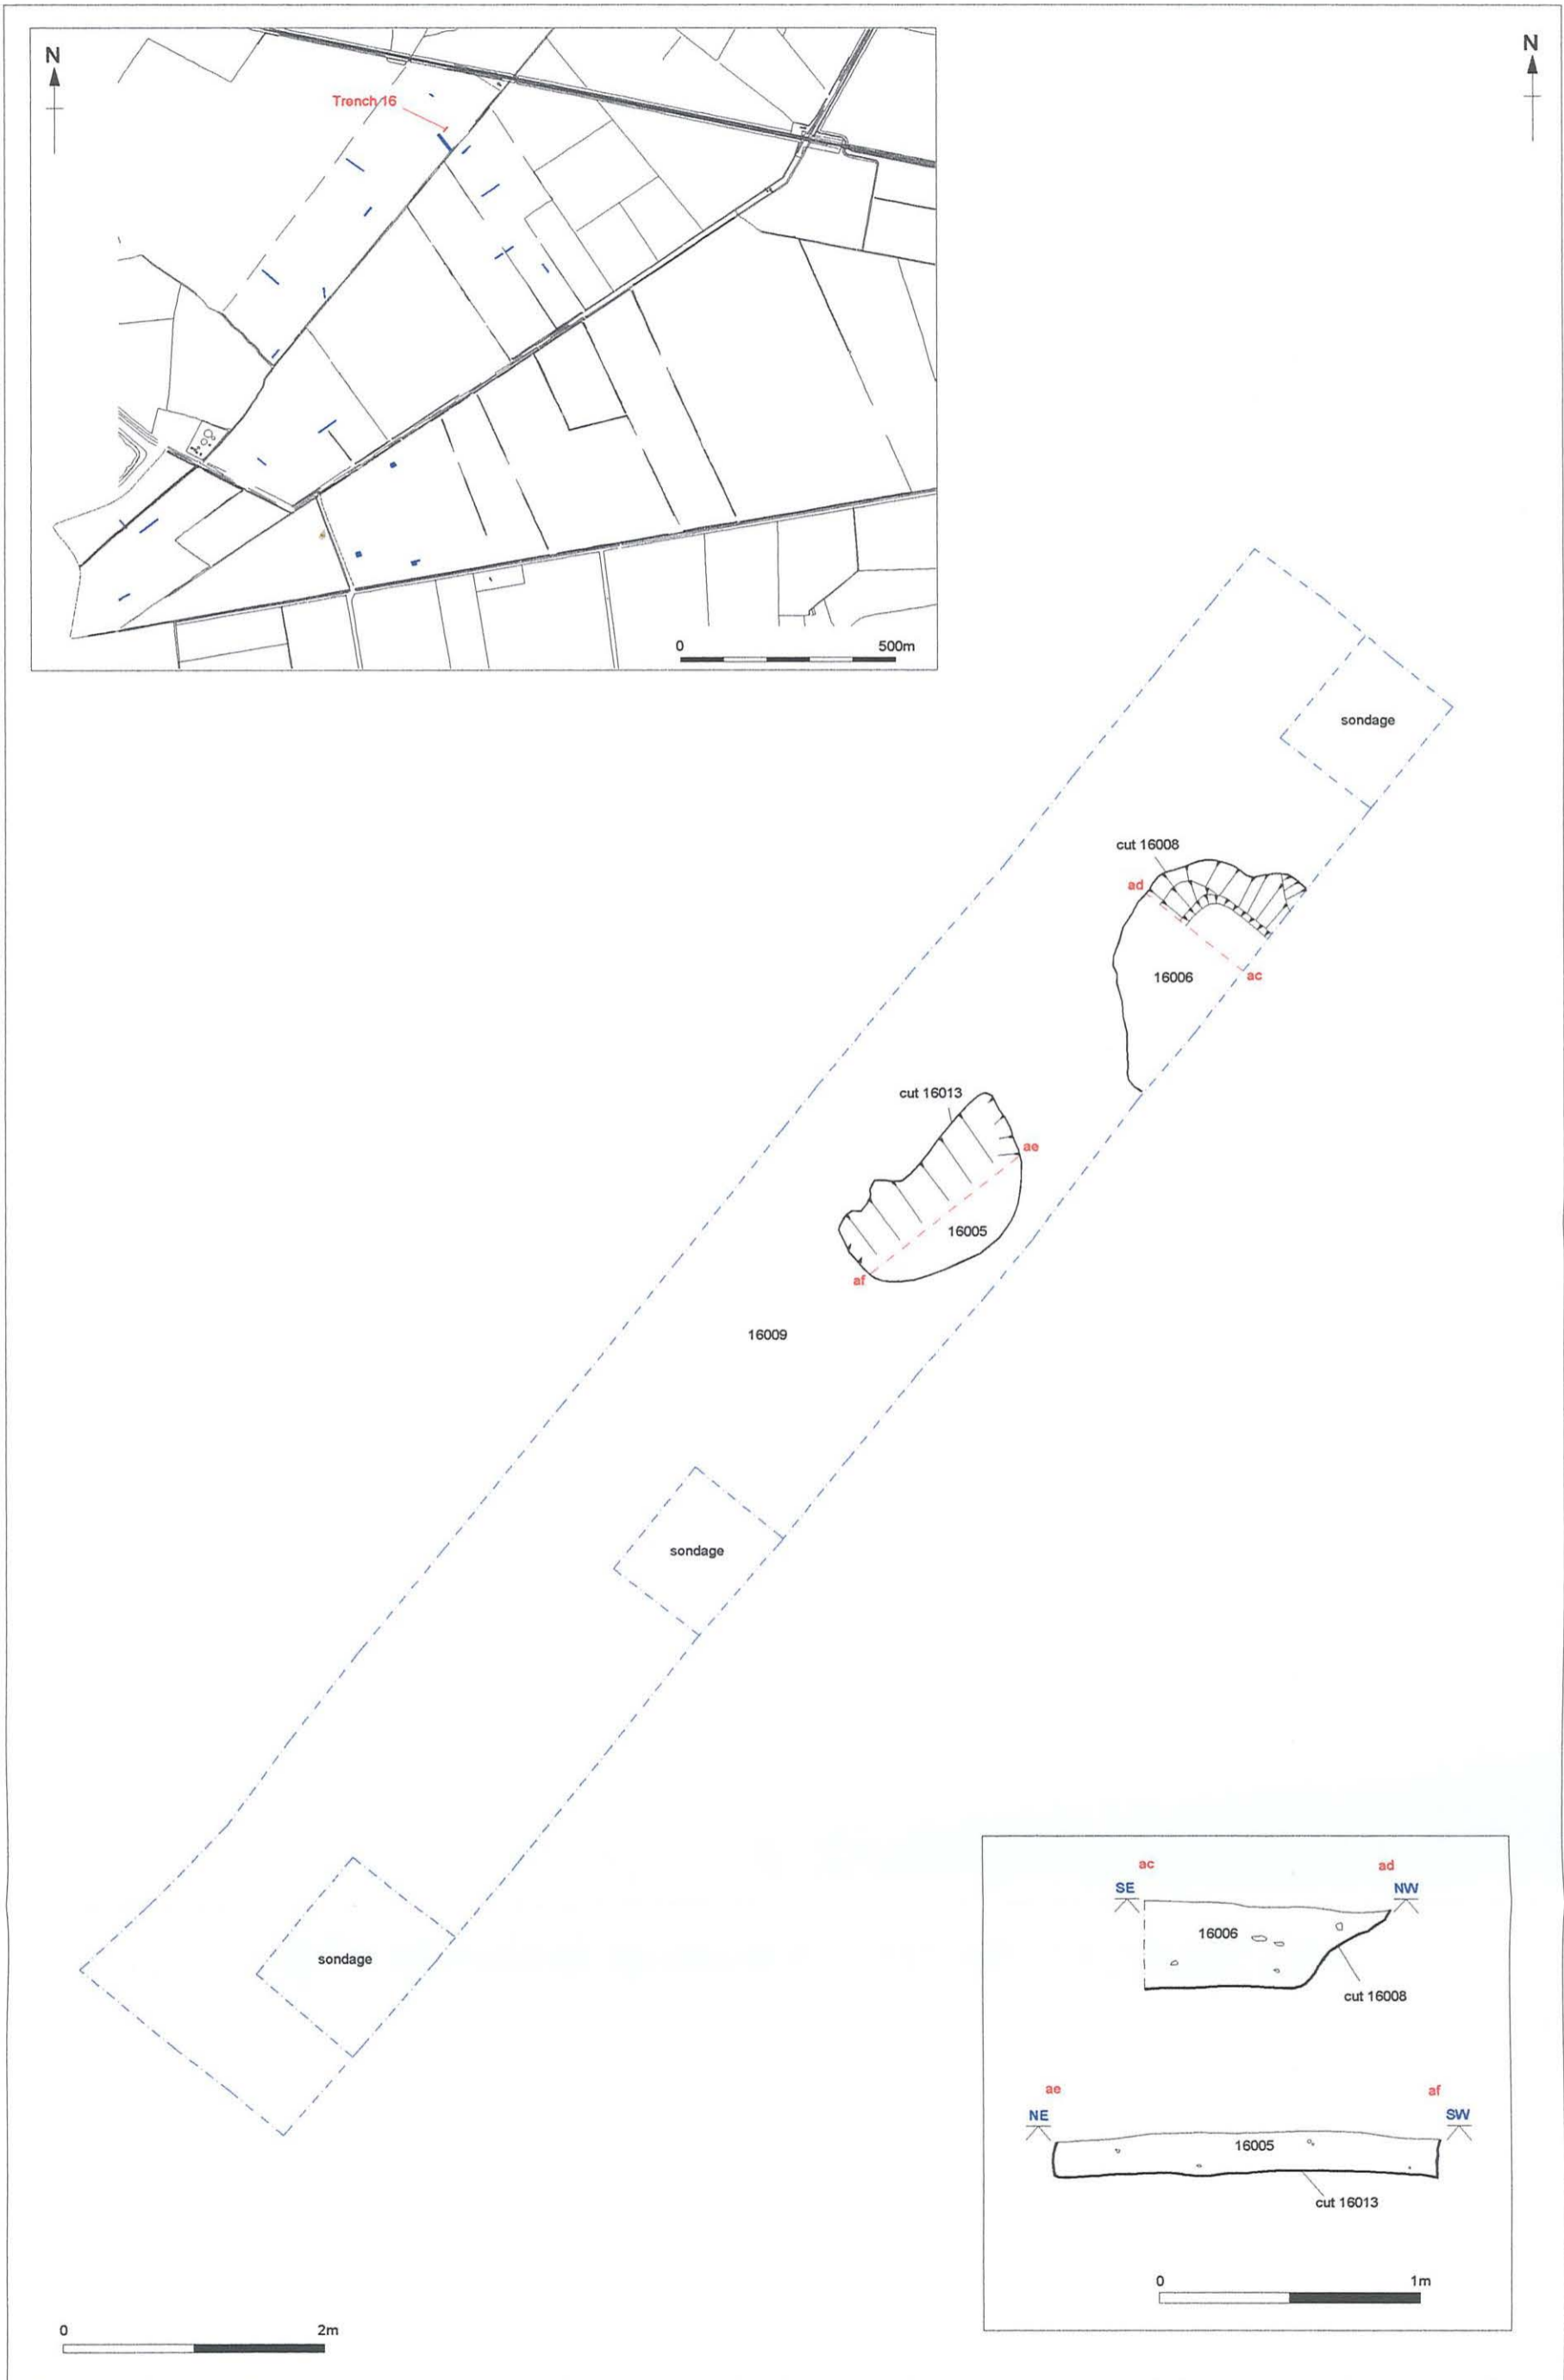 N
Trench 16
0 500m
N
sondage
cut 16008
ad
16006
ac
cut 16013
ae
16005
af
16009
sondage
sondage
ac ad
SE NW
16006
cut 16008
ae af
NE SW
16005
cut 16013
0 1m
0 2m